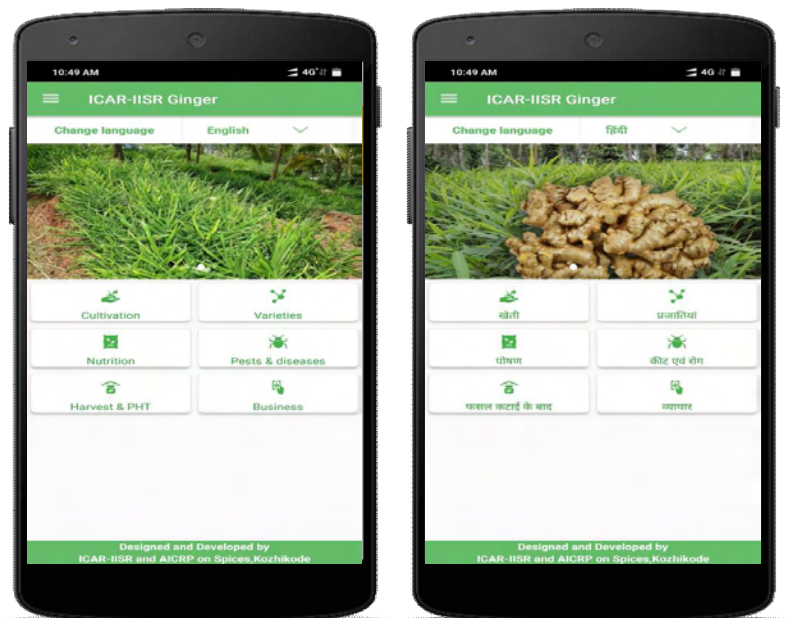 10:49 AM 4G
ICAR-IISR Ginger
Change language English
Cultivation Varieties
Nutrition Pests & diseases
Harvest & PHT Business
Designed and Developed by
ICAR-IISR and AICRP on Spices,Kozhikode
10:49 AM 4G
ICAR-IISR Ginger
Change language हिंदी
खेती प्रजातियां
पोषण कीट एवं रोग
फसल कटाई के बाद व्यापार
Designed and Developed by
ICAR-IISR and AICRP on Spices,Kozhikode